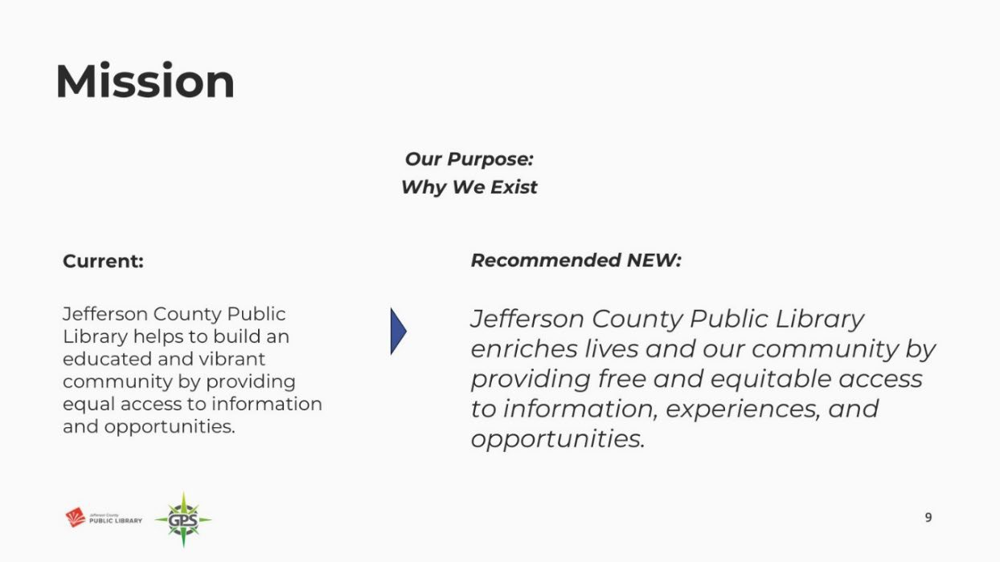 Mission
Our Purpose:
Why We Exist
Current:
Jefferson County Public
Library helps to build an
educated and vibrant
community by providing
equal access to information
and opportunities.
Recommended NEW:
Jefferson County Public Library
enriches lives and our community by
providing free and equitable access
to information, experiences, and
opportunities.
Jefferson County
PUBLIC LIBRARY
GPS
9